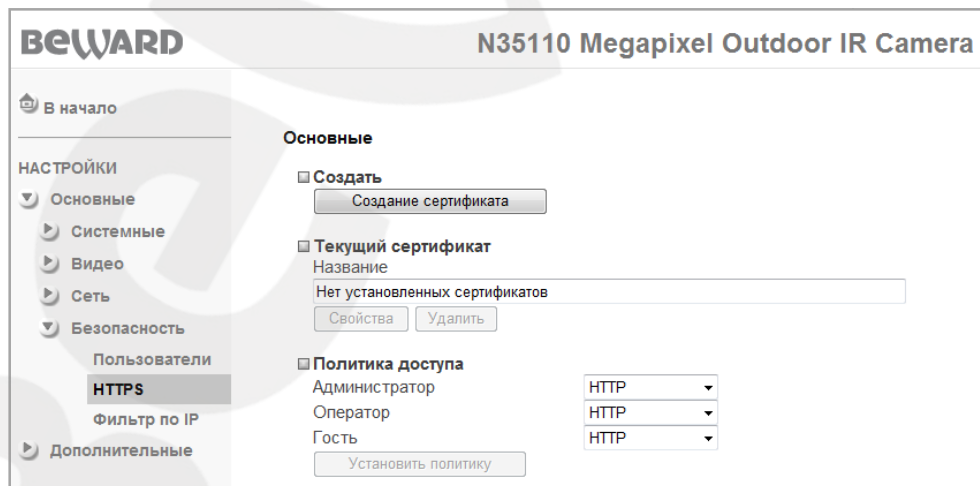 BEWARD
N35110 Megapixel Outdoor IR Camera
В начало
НАСТРОЙКИ
Основные
Системные
Видео
Сеть
Безопасность
Пользователи
HTTPS
Фильтр по IP
Дополнительные
Основные
Создать
Создание сертификата
Текущий сертификат
Название
Нет установленных сертификатов
Свойства Удалить
Политика доступа
Администратор HTTP
Оператор HTTP
Гость HTTP
Установить политику